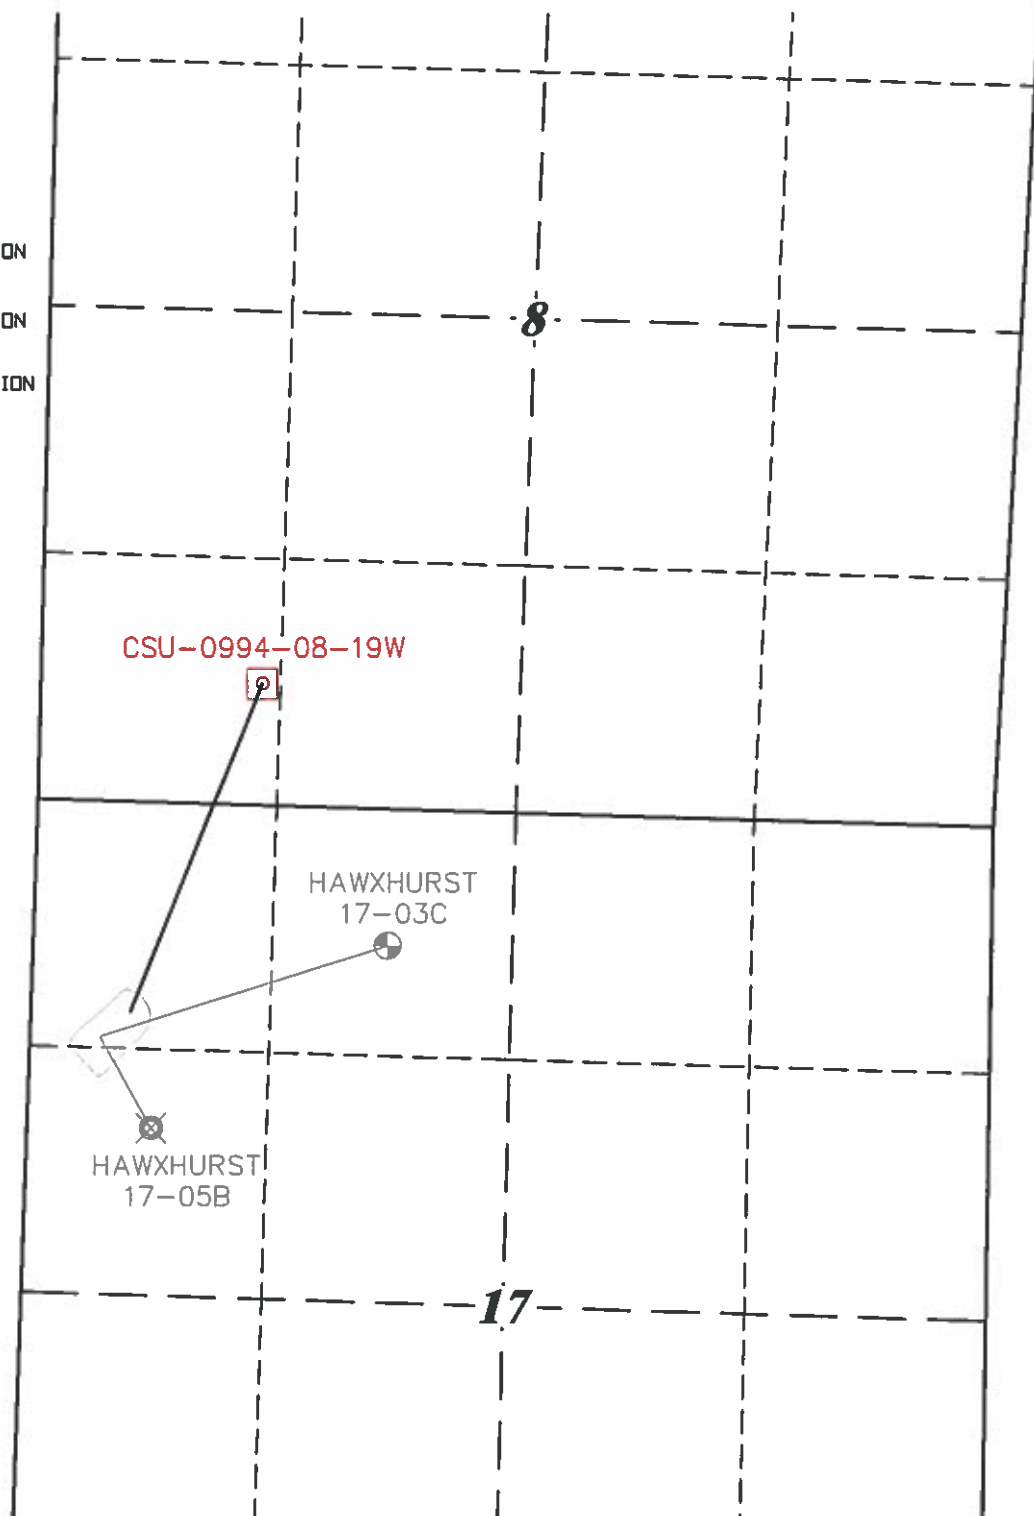 ON
8
ON
ION
CSU-0994-08-19W
HAWXHURST
17-03C
HAWXHURST
17-05B
17